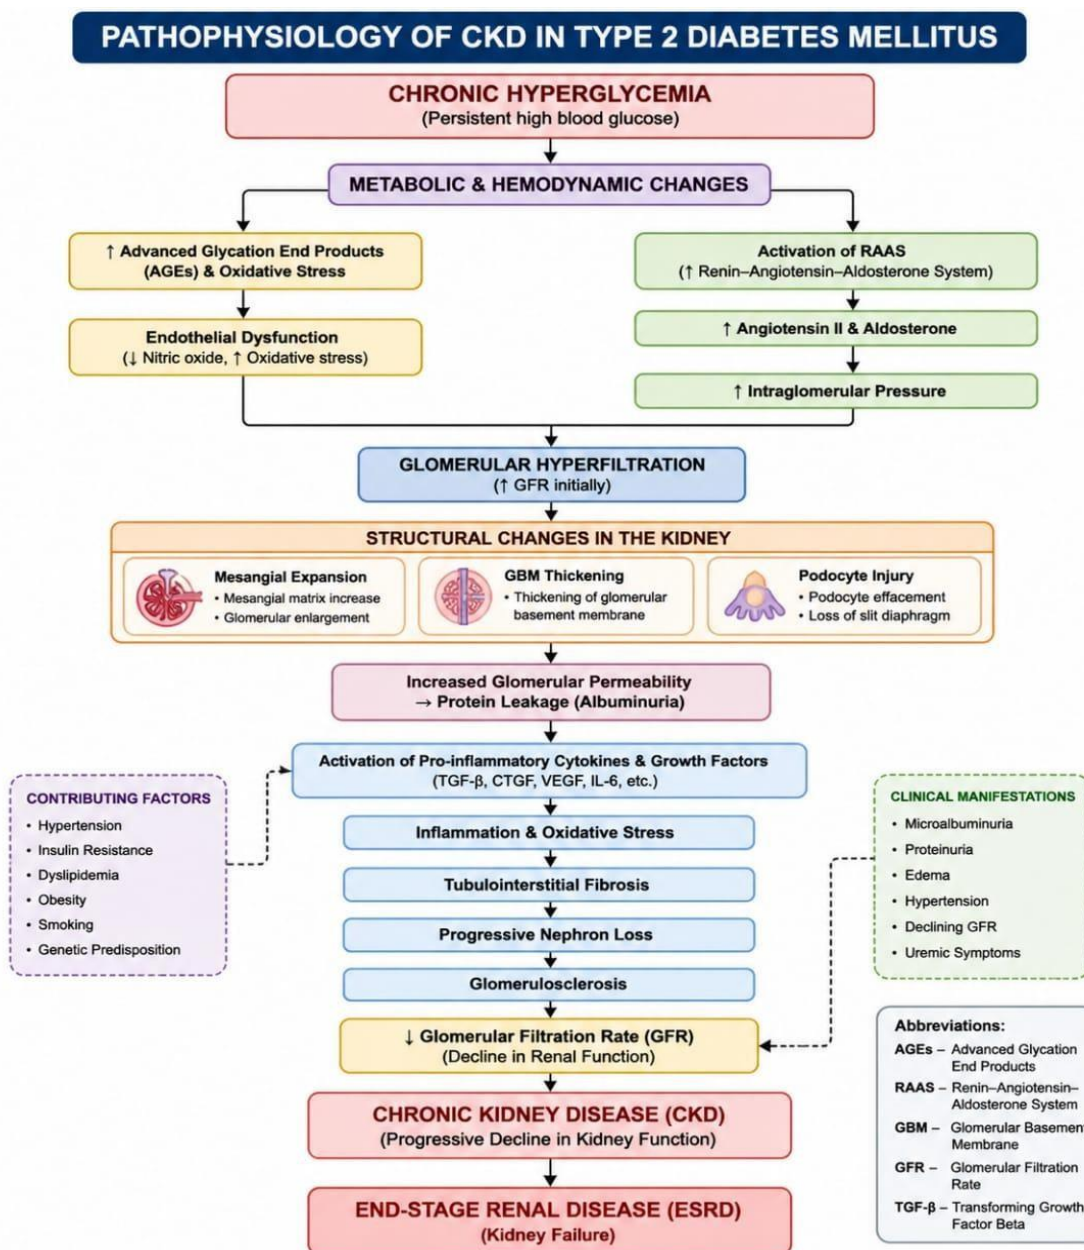 PATHOPHYSIOLOGY OF CKD IN TYPE 2 DIABETES MELLITUS
CHRONIC HYPERGLYCEMIA
(Persistent high blood glucose)
METABOLIC & HEMODYNAMIC CHANGES
↑ Advanced Glycation End Products
(AGEs) & Oxidative Stress
Endothelial Dysfunction
(↓ Nitric oxide, ↑ Oxidative stress)
Activation of RAAS
(↑ Renin–Angiotensin–Aldosterone System)
↑ Angiotensin II & Aldosterone
↑ Intraglomerular Pressure
GLOMERULAR HYPERFILTRATION
(↑ GFR initially)
STRUCTURAL CHANGES IN THE KIDNEY
Mesangial Expansion
• Mesangial matrix increase
• Glomerular enlargement
GBM Thickening
• Thickening of glomerular
basement membrane
Podocyte Injury
• Podocyte effacement
• Loss of slit diaphragm
Increased Glomerular Permeability
→ Protein Leakage (Albuminuria)
Activation of Pro-inflammatory Cytokines & Growth Factors
(TGF-β, CTGF, VEGF, IL-6, etc.)
CONTRIBUTING FACTORS
• Hypertension
• Insulin Resistance
• Dyslipidemia
• Obesity
• Smoking
• Genetic Predisposition
Inflammation & Oxidative Stress
Tubulointerstitial Fibrosis
Progressive Nephron Loss
Glomerulosclerosis
↓ Glomerular Filtration Rate (GFR)
(Decline in Renal Function)
CLINICAL MANIFESTATIONS
• Microalbuminuria
• Proteinuria
• Edema
• Hypertension
• Declining GFR
• Uremic Symptoms
CHRONIC KIDNEY DISEASE (CKD)
(Progressive Decline in Kidney Function)
END-STAGE RENAL DISEASE (ESRD)
(Kidney Failure)
Abbreviations:
AGEs – Advanced Glycation
End Products
RAAS – Renin–Angiotensin–
Aldosterone System
GBM – Glomerular Basement
Membrane
GFR – Glomerular Filtration
Rate
TGF-β – Transforming Growth
Factor Beta